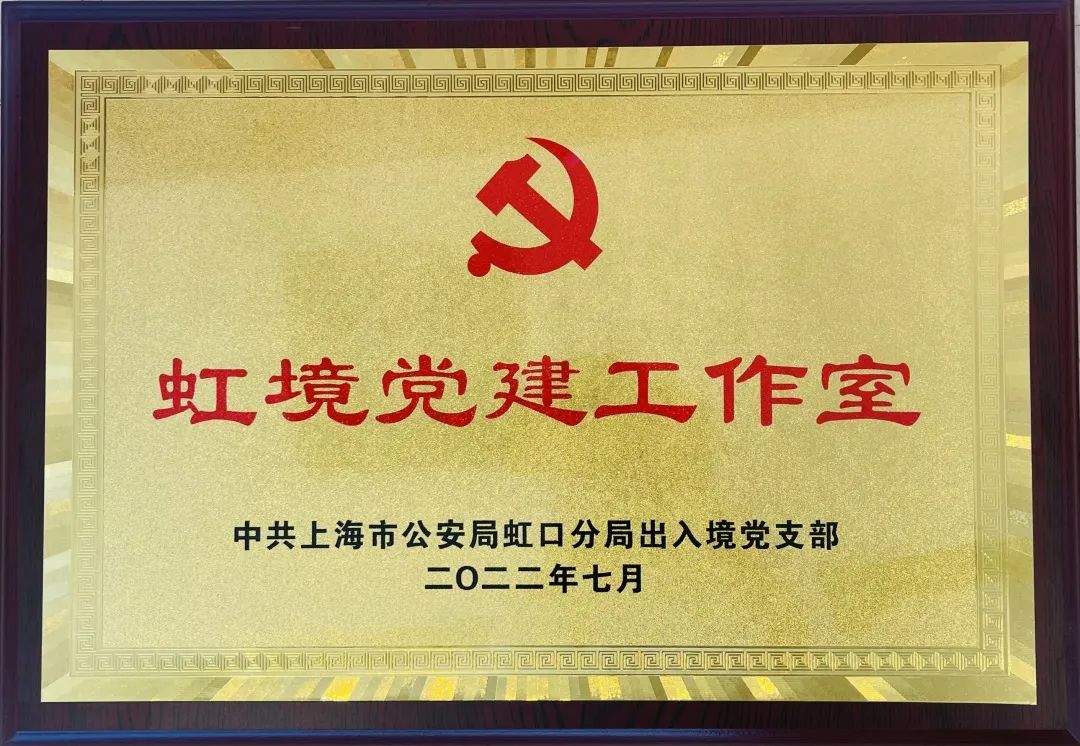 虹境党建工作室
中共上海市公安局虹口分局出入境党支部
二〇二二年七月